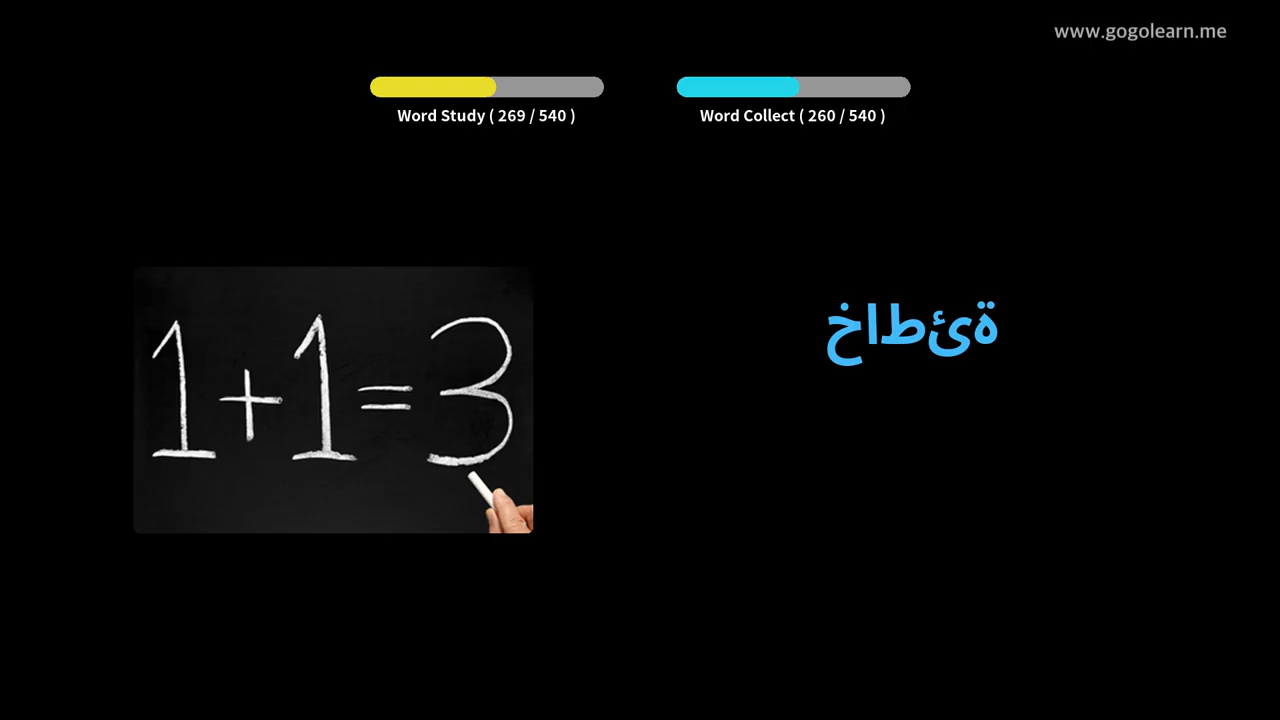 www.gogolearn.me
Word Study ( 269 / 540 )
Word Collect ( 260 / 540 )
1+1=3
خاطئة